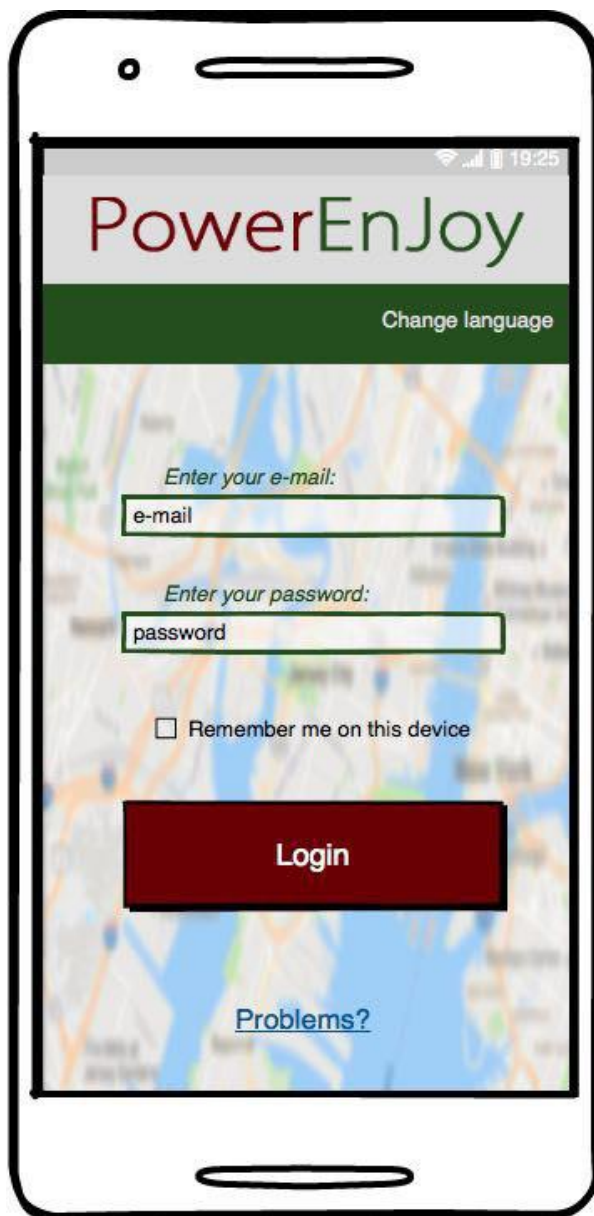 19:25
PowerEnJoy
Change language
Enter your e-mail:
e-mail
Enter your password:
password
Remember me on this device
Login
Problems?